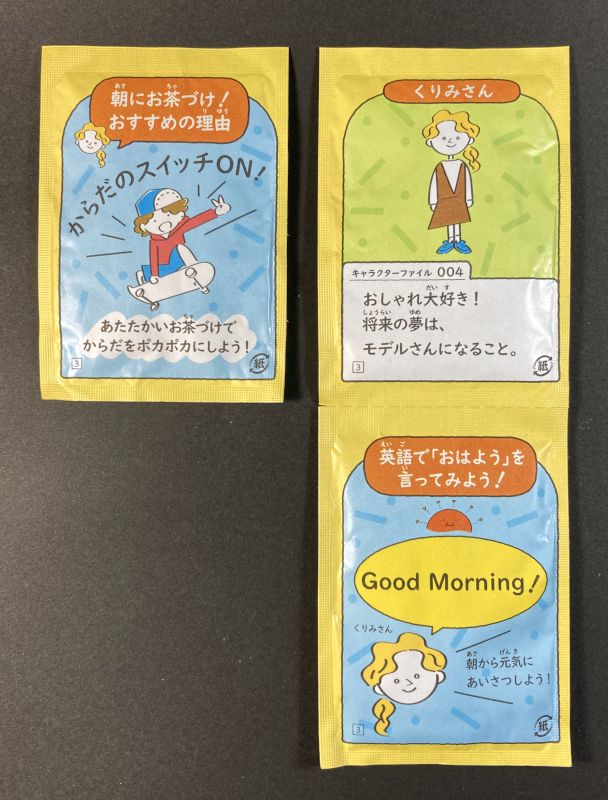 朝にお茶づけ!
おすすめの理由
からだのスイッチON!
あたたかいお茶づけで
からだをポカポカにしよう!
3
紙
くりみさん
キャラクターファイル 004
おしゃれ大好き!
将来の夢は、
モデルさんになること。
3
紙
英語で「おはよう」を
言ってみよう!
Good Morning!
くりみさん
朝から元気に
あいさつしよう!
3
紙